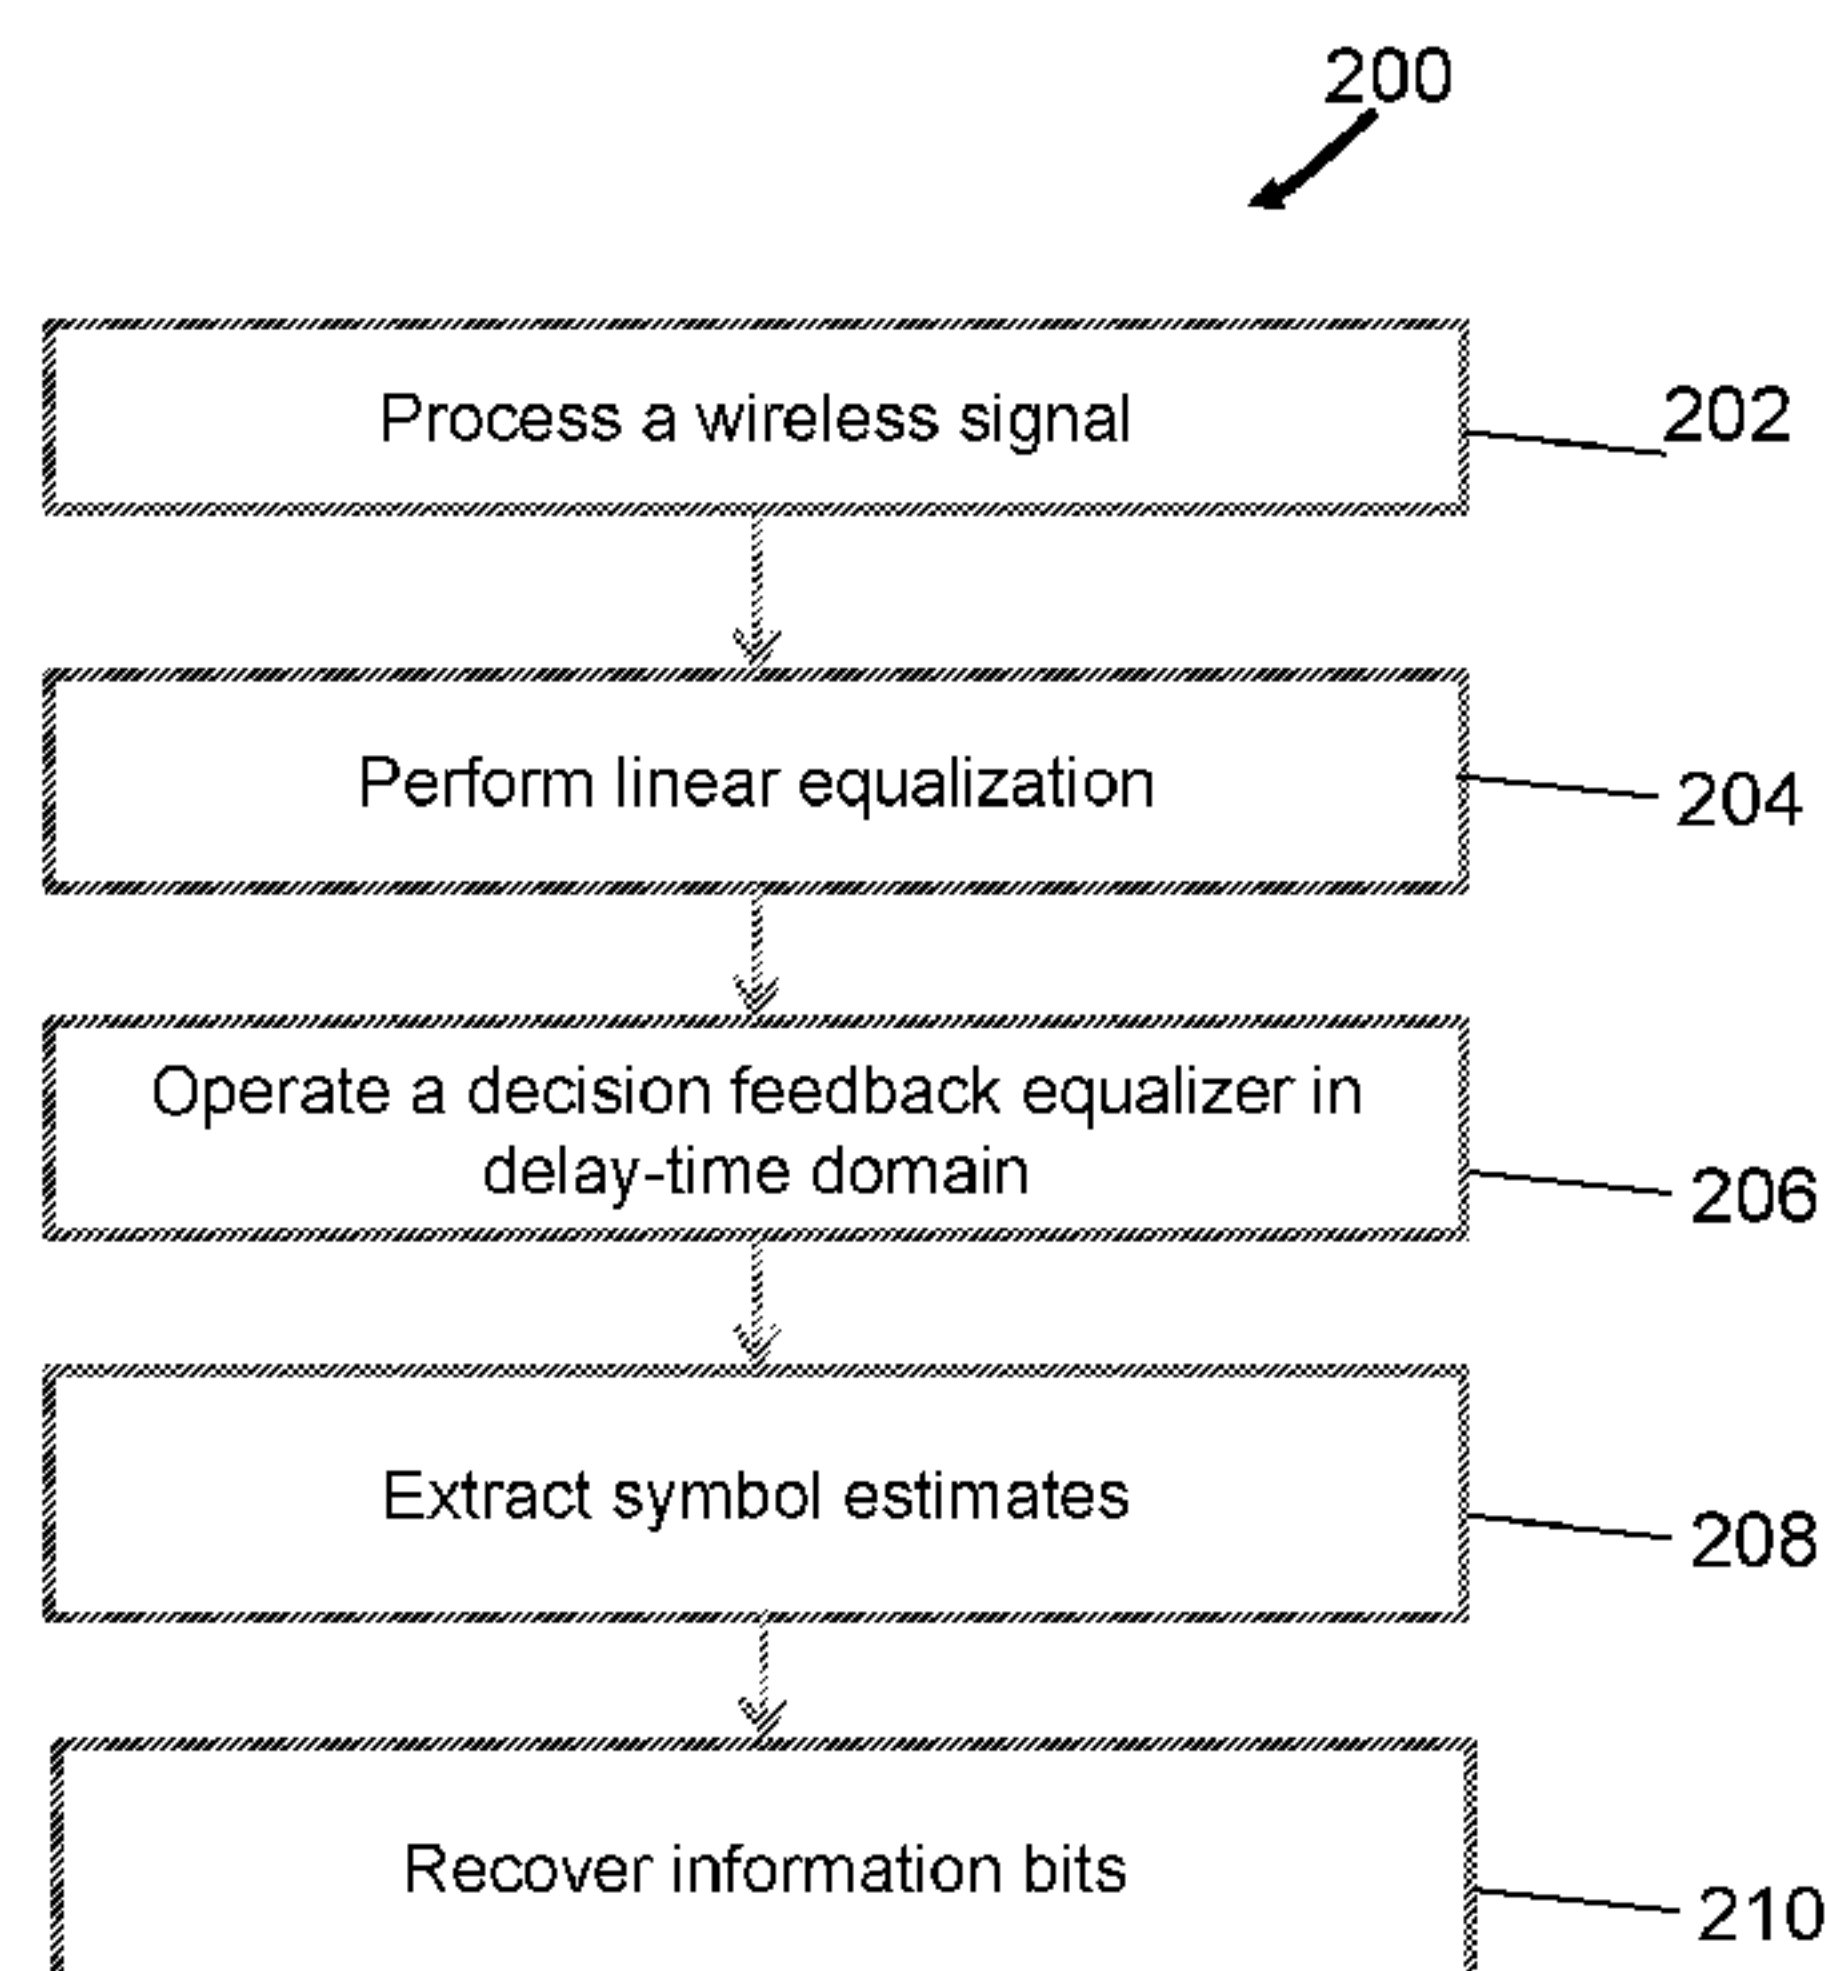 200
Process a wireless signal
202
Perform linear equalization
204
Operate a decision feedback equalizer in
delay-time domain
206
Extract symbol estimates
208
Recover information bits
210